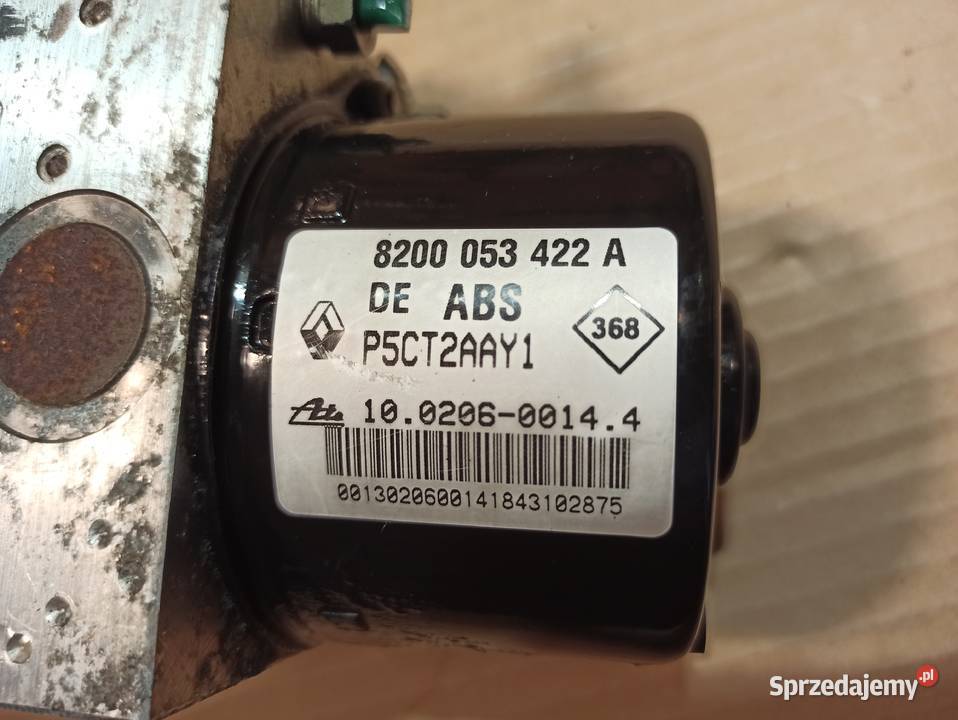 8200 053 422 A
DE ABS
368
P5CT2AAY1
Ate 10.0206-0014.4
0013020600141843102875
Sprzedajemy.pl